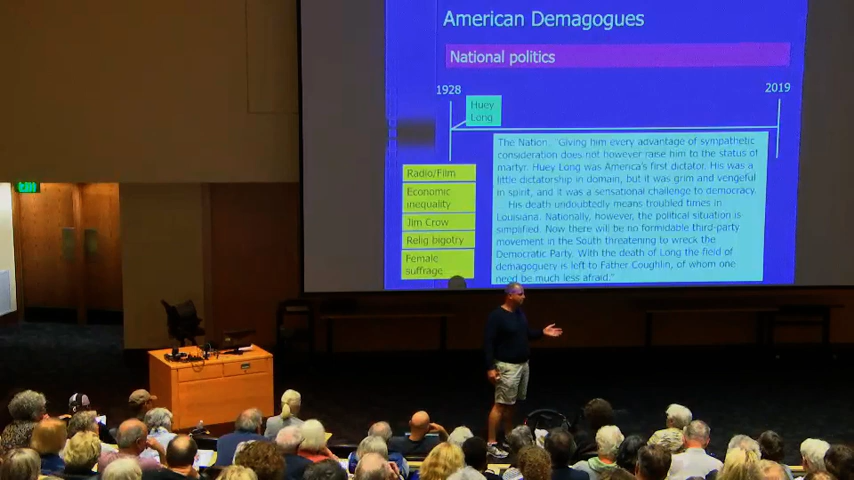 American Demagogues
National politics
1928
2019
Huey
Long
The Nation, "Giving him every advantage of sympathetic
consideration does not however raise him to the status of
martyr. Huey Long was America's first dictator. His was a
little dictatorship in domain, but it was grim and vengeful
in spirit, and it was a sensational challenge to democracy.
His death undoubtedly means troubled times in
Louisiana. Nationally, however, the political situation is
simplified. Now there will be no formidable third-party
movement in the South threatening to wreck the
Democratic Party. With the death of Long the field of
demagoguery is left to Father Coughlin, of whom one
need be much less afraid."
Radio/Film
Economic
inequality
Jim Crow
Relig bigotry
Female
suffrage